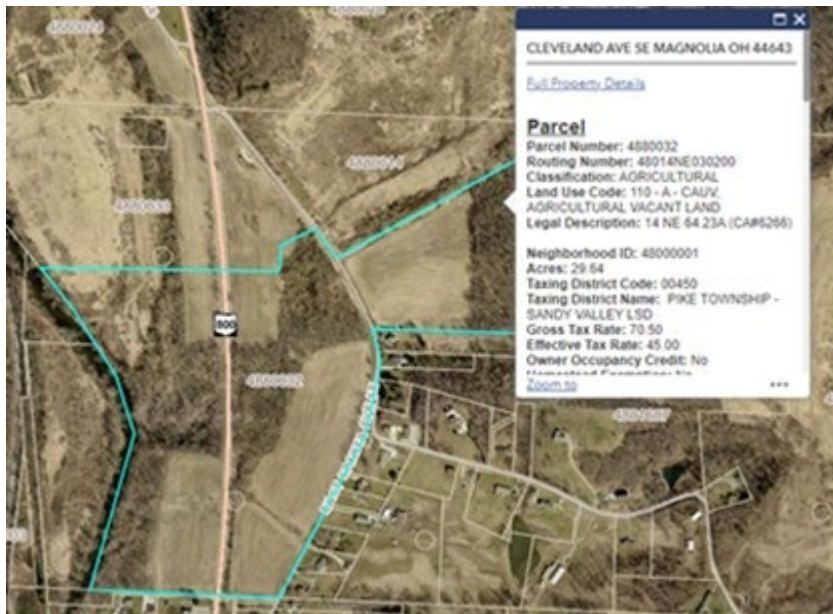 CLEVELAND AVE SE MAGNOLIA OH 44643
Full Property Details
Parcel
Parcel Number: 4880032
Routing Number: 48014NE030200
Classification: AGRICULTURAL
Land Use Code: 110 - A - CAUV,
AGRICULTURAL VACANT LAND
Legal Description: 14 NE 64.23A (CA#6266)
Neighborhood ID: 48000001
Acres: 29.64
Taxing District Code: 00450
Taxing District Name: PIKE TOWNSHIP -
SANDY VALLEY LSD
Gross Tax Rate: 70.50
Effective Tax Rate: 45.00
Owner Occupancy Credit: No
Zoom to
800
4880032